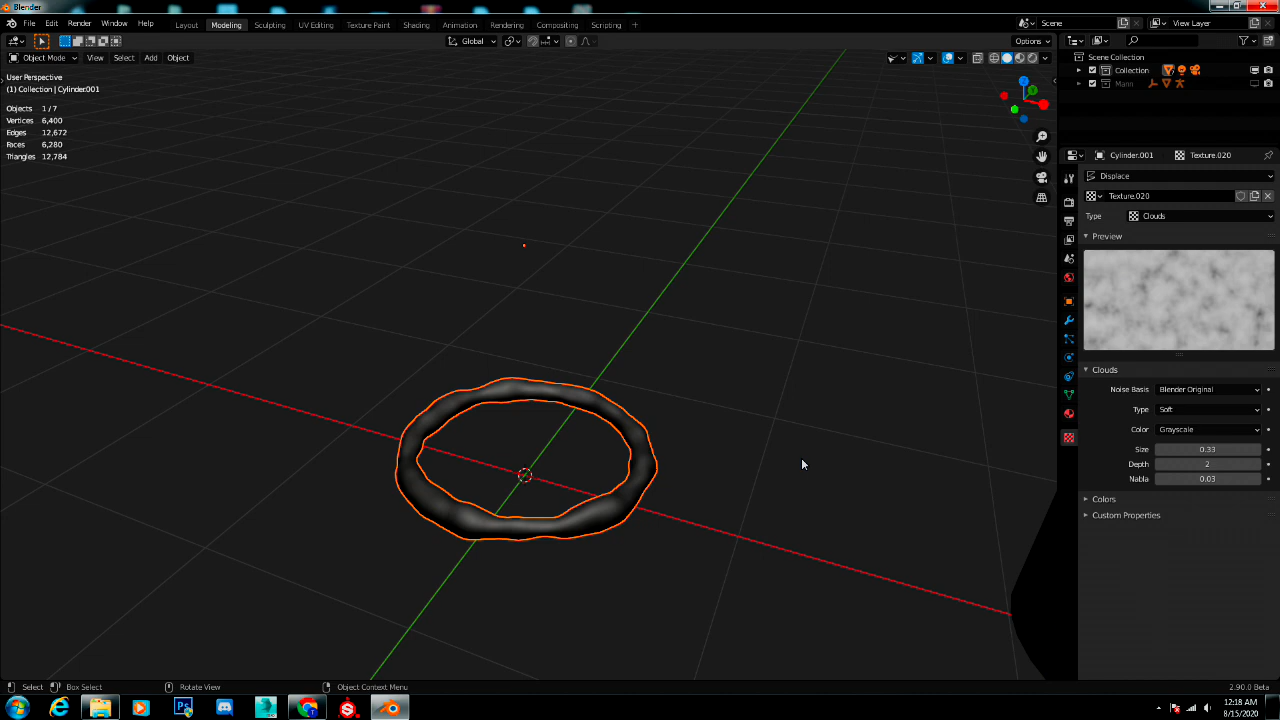 Blender
File Edit Render Window Help Layout Modeling Sculpting UV Editing Texture Paint Shading Animation Rendering Compositing Scripting Scene View Layer
Global Options
Object Mode View Select Add Object
User Perspective
(1) Collection | Cylinder.001
Objects 1 / 7
Vertices 6,400
Edges 12,672
Faces 6,280
Triangles 12,784
Scene Collection
Collection
Mann
Cylinder.001 Texture.020
Displace
Texture.020
Type Clouds
Preview
Clouds
Noise Basis Blender Original
Type Soft
Color Grayscale
Size 0.33
Depth 2
Nabla 0.03
Colors
Custom Properties
Select Box Select Rotate View Object Context Menu 2.90.0 Beta
12:18 AM
8/15/2020